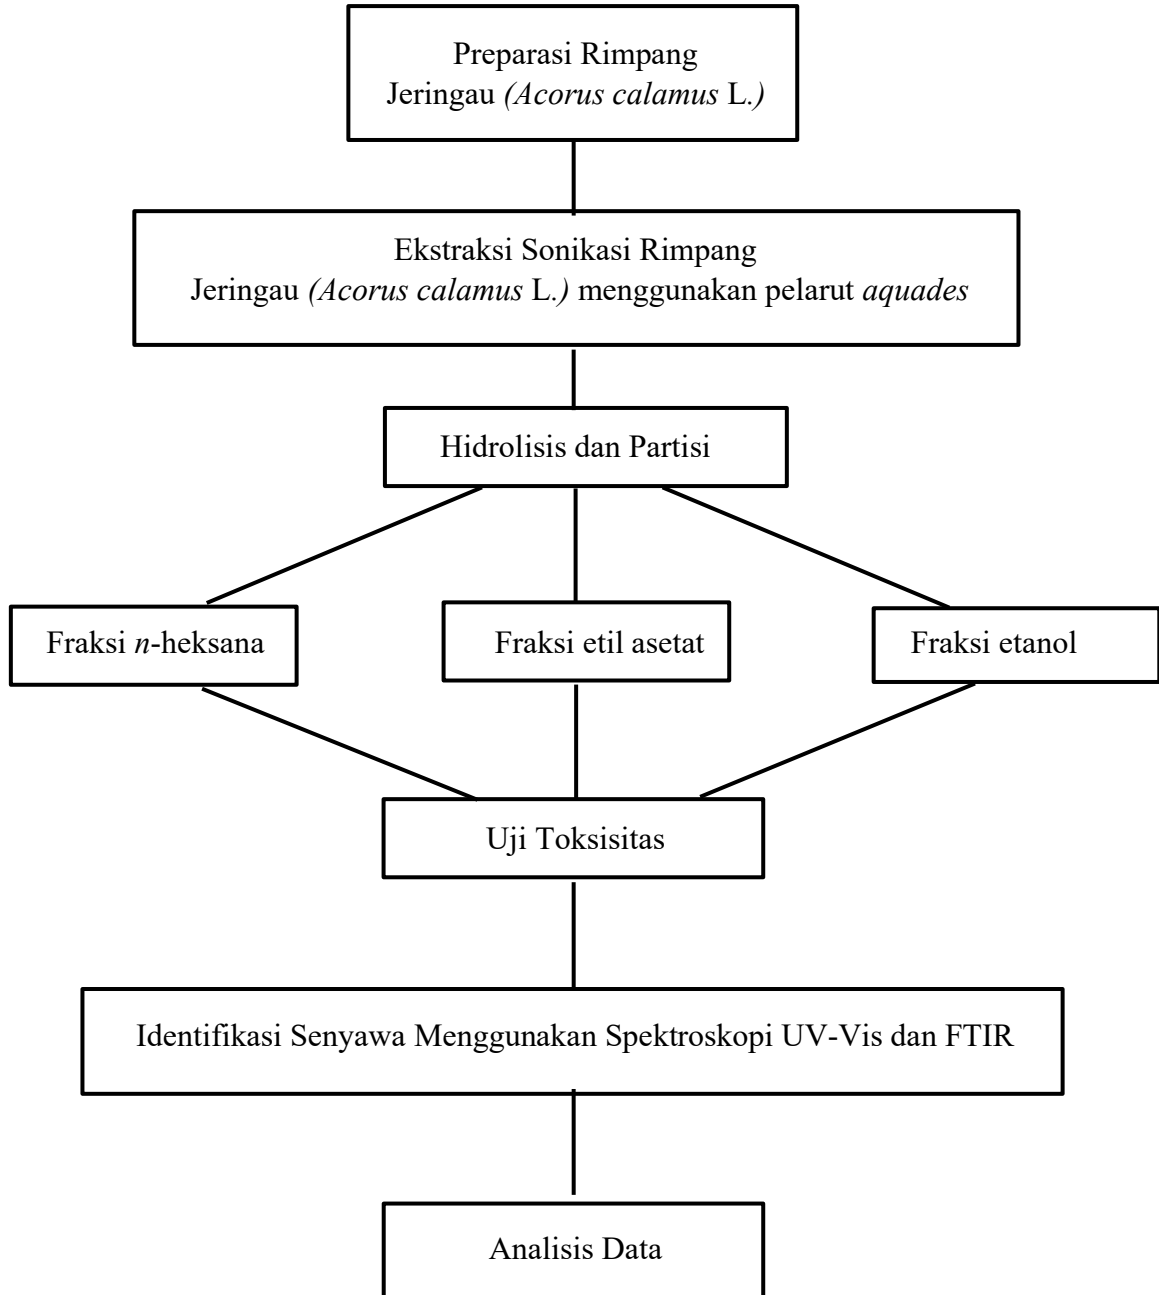 Preparasi Rimpang
Jeringau (Acorus calamus L.)
Ekstraksi Sonikasi Rimpang
Jeringau (Acorus calamus L.) menggunakan pelarut aquades
Hidrolisis dan Partisi
Fraksi n-heksana
Fraksi etil asetat
Fraksi etanol
Uji Toksisitas
Identifikasi Senyawa Menggunakan Spektroskopi UV-Vis dan FTIR
Analisis Data